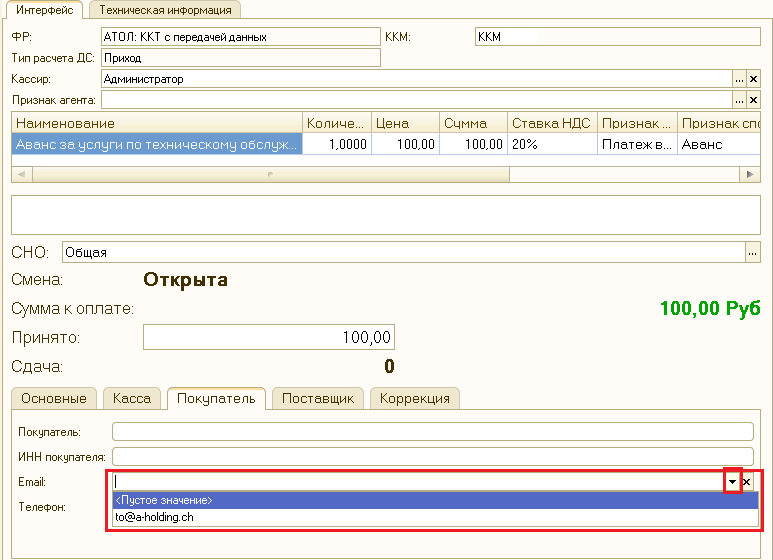 Интерфейс Техническая информация
ФР: АТОЛ: ККТ с передачей данных ККМ: ККМ
Тип расчета ДС: Приход
Кассир: Администратор ... ×
Признак агента: ... ×
Наименование Количе... Цена Сумма Ставка НДС Признак ... Признак спо
Аванс за услуги по техническому обслуж... 1,0000 100,00 100,00 20% Платеж в... Аванс
СНО: Общая ...
Смена: Открыта
Сумма к оплате: 100,00 Руб
Принято: 100,00
Сдача: 0
Основные Касса Покупатель Поставщик Коррекция
Покупатель:
ИНН покупателя:
Email: ×
<Пустое значение>
Телефон:
to@a-holding.ch